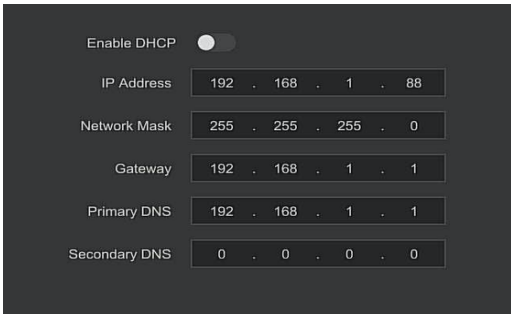 Enable DHCP
IP Address 192 . 168 . 1 . 88
Network Mask 255 . 255 . 255 . 0
Gateway 192 . 168 . 1 . 1
Primary DNS 192 . 168 . 1 . 1
Secondary DNS 0 . 0 . 0 . 0